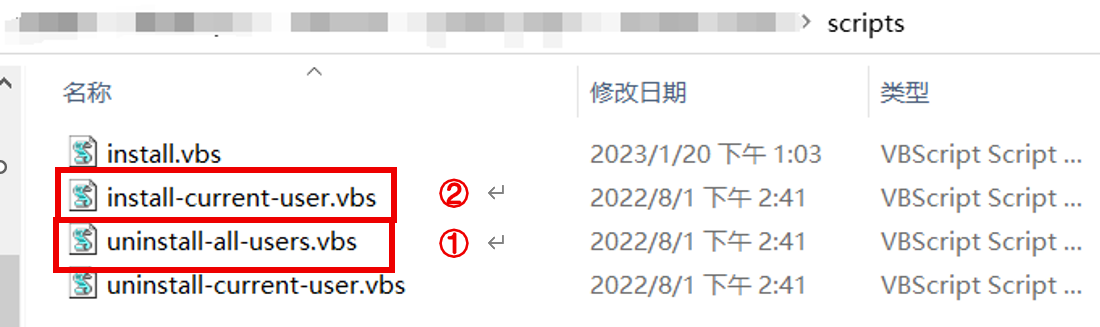 scripts
名称 修改日期 类型
install.vbs 2023/1/20 下午 1:03 VBScript Script ...
install-current-user.vbs ② ↵ 2022/8/1 下午 2:41 VBScript Script ...
uninstall-all-users.vbs ① ↵ 2022/8/1 下午 2:41 VBScript Script ...
uninstall-current-user.vbs 2022/8/1 下午 2:41 VBScript Script ...